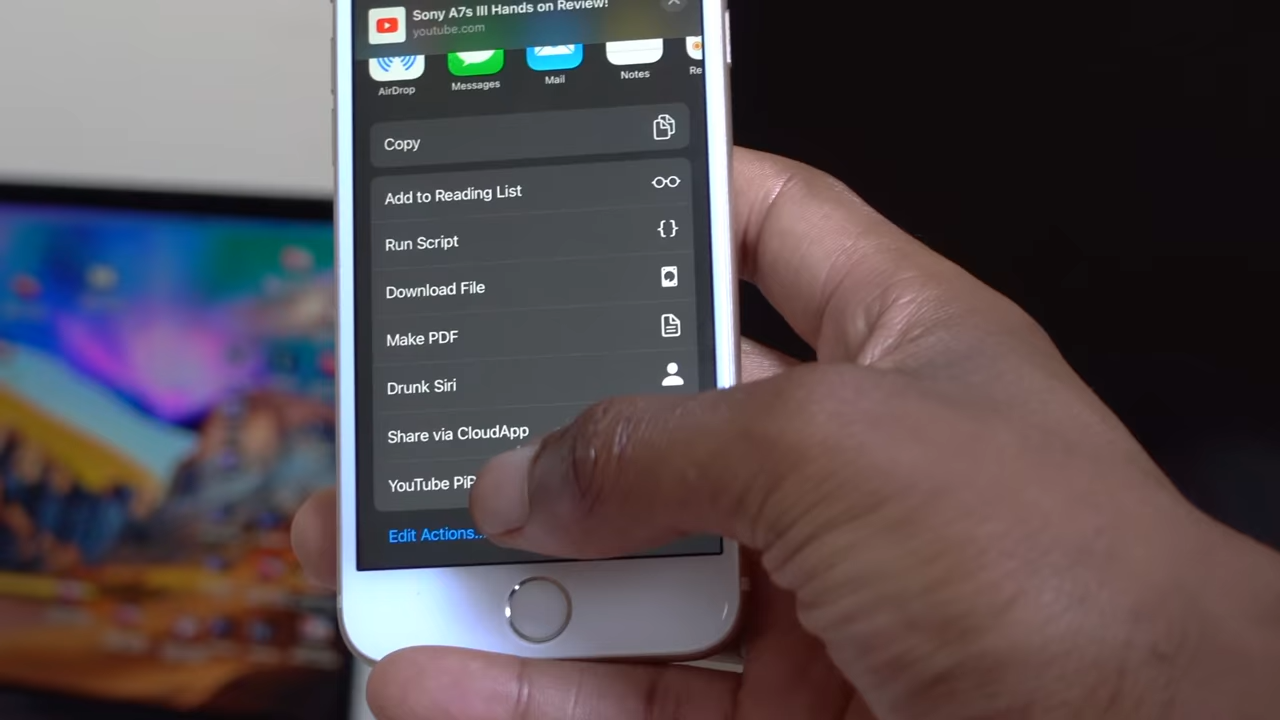 Sony A7s III Hands on Review!
youtube.com
AirDrop
Messages
Mail
Notes
Re
Copy
Add to Reading List
Run Script
{}
Download File
Make PDF
Drunk Siri
Share via CloudApp
YouTube PiP
Edit Actions...